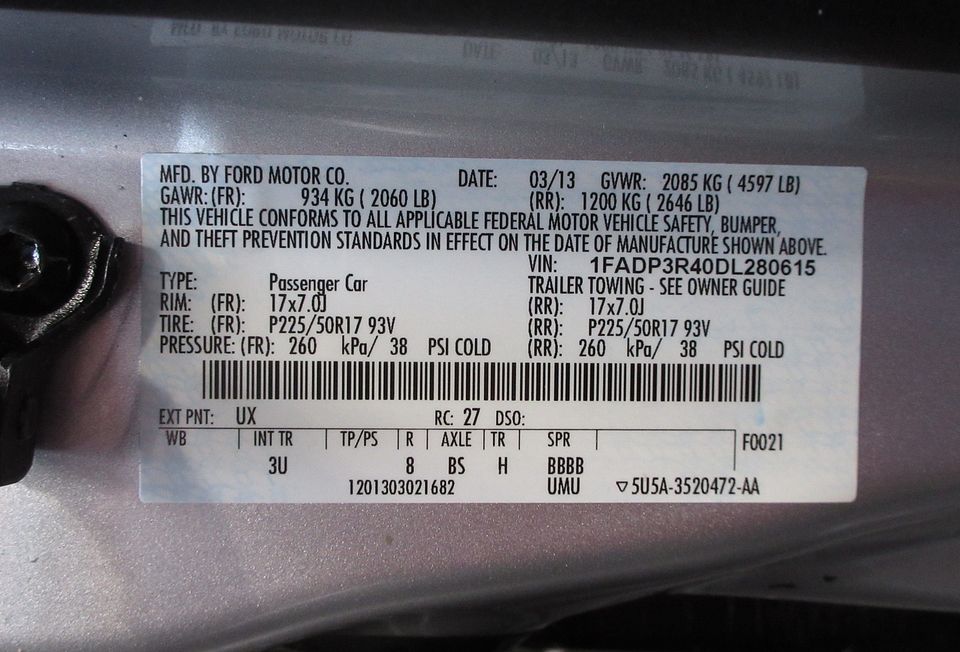 MFD. BY FORD MOTOR CO. DATE: 03/13 GVWR: 2085 KG ( 4597 LB)
GAWR: (FR): 934 KG ( 2060 LB) (RR): 1200 KG ( 2646 LB)
THIS VEHICLE CONFORMS TO ALL APPLICABLE FEDERAL MOTOR VEHICLE SAFETY, BUMPER,
AND THEFT PREVENTION STANDARDS IN EFFECT ON THE DATE OF MANUFACTURE SHOWN ABOVE.
VIN: 1FADP3R40DL280615
TYPE: Passenger Car TRAILER TOWING - SEE OWNER GUIDE
RIM: (FR): 17x7.0J (RR): 17x7.0J
TIRE: (FR): P225/50R17 93V (RR): P225/50R17 93V
PRESSURE: (FR): 260 kPa/ 38 PSI COLD (RR): 260 kPa/ 38 PSI COLD
EXT PNT: UX RC: 27 DSO:
WB INT TR TP/PS R AXLE TR SPR F0021
3U 8 BS H BBBB
1201303021682 UMU ▽5U5A-3520472-AA